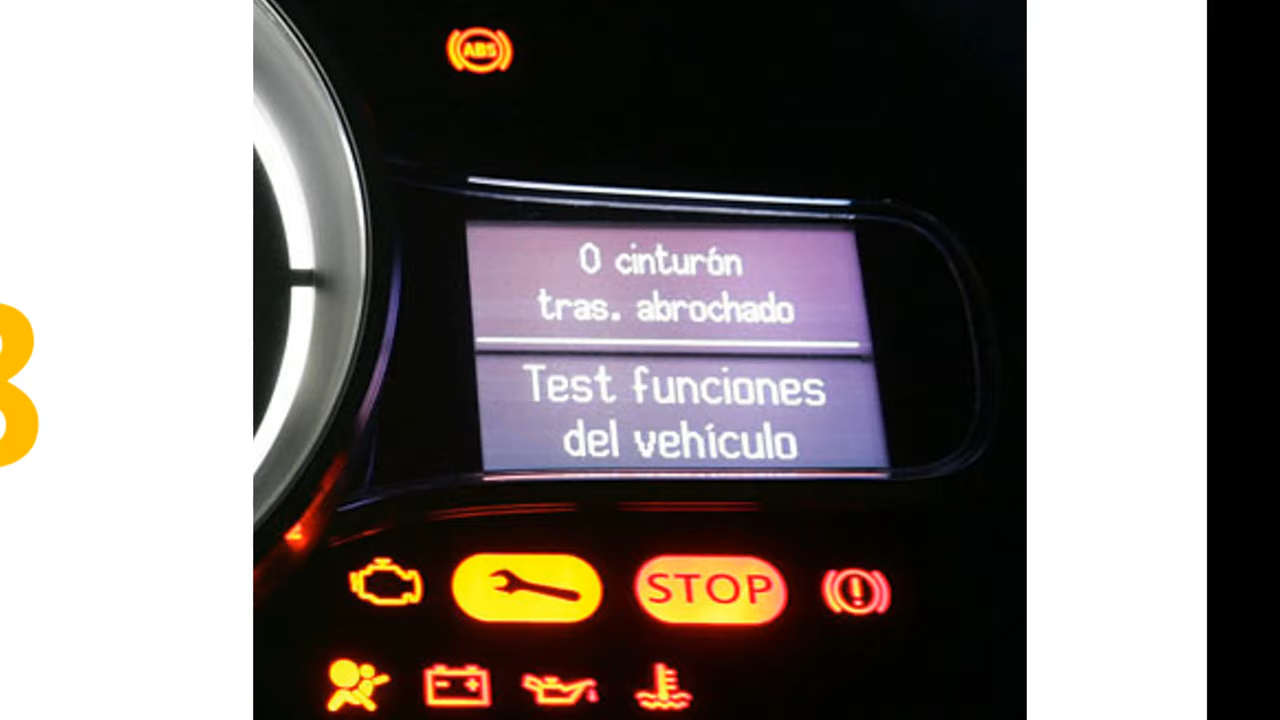 ABS
0 cinturón
tras. abrochado
Test funciones
del vehículo
STOP